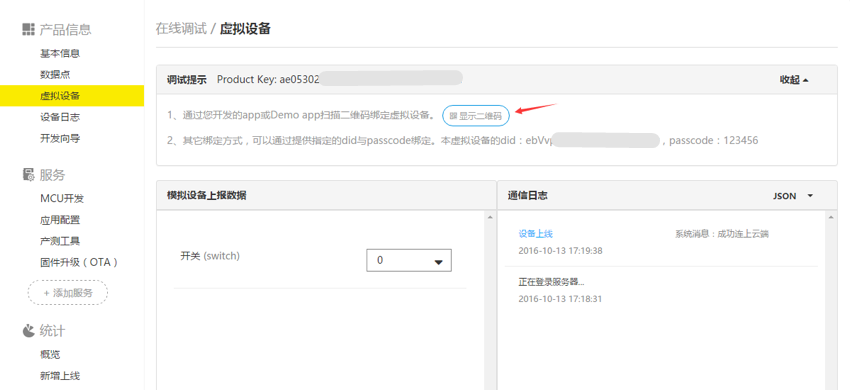 产品信息
基本信息
数据点
虚拟设备
设备日志
开发向导
服务
MCU开发
应用配置
产测工具
固件升级（OTA）
+ 添加服务
统计
概览
新增上线
在线调试 / 虚拟设备
调试提示 Product Key: ae05302
收起
1、通过您开发的app或Demo app扫描二维码绑定虚拟设备。 显示二维码
2、其它绑定方式，可以通过提供指定的did与passcode绑定。本虚拟设备的did：ebVvp ，passcode：123456
模拟设备上报数据
开关 (switch) 0
通信日志 JSON
设备上线 系统消息：成功连上云端
2016-10-13 17:19:38
正在登录服务器...
2016-10-13 17:18:31